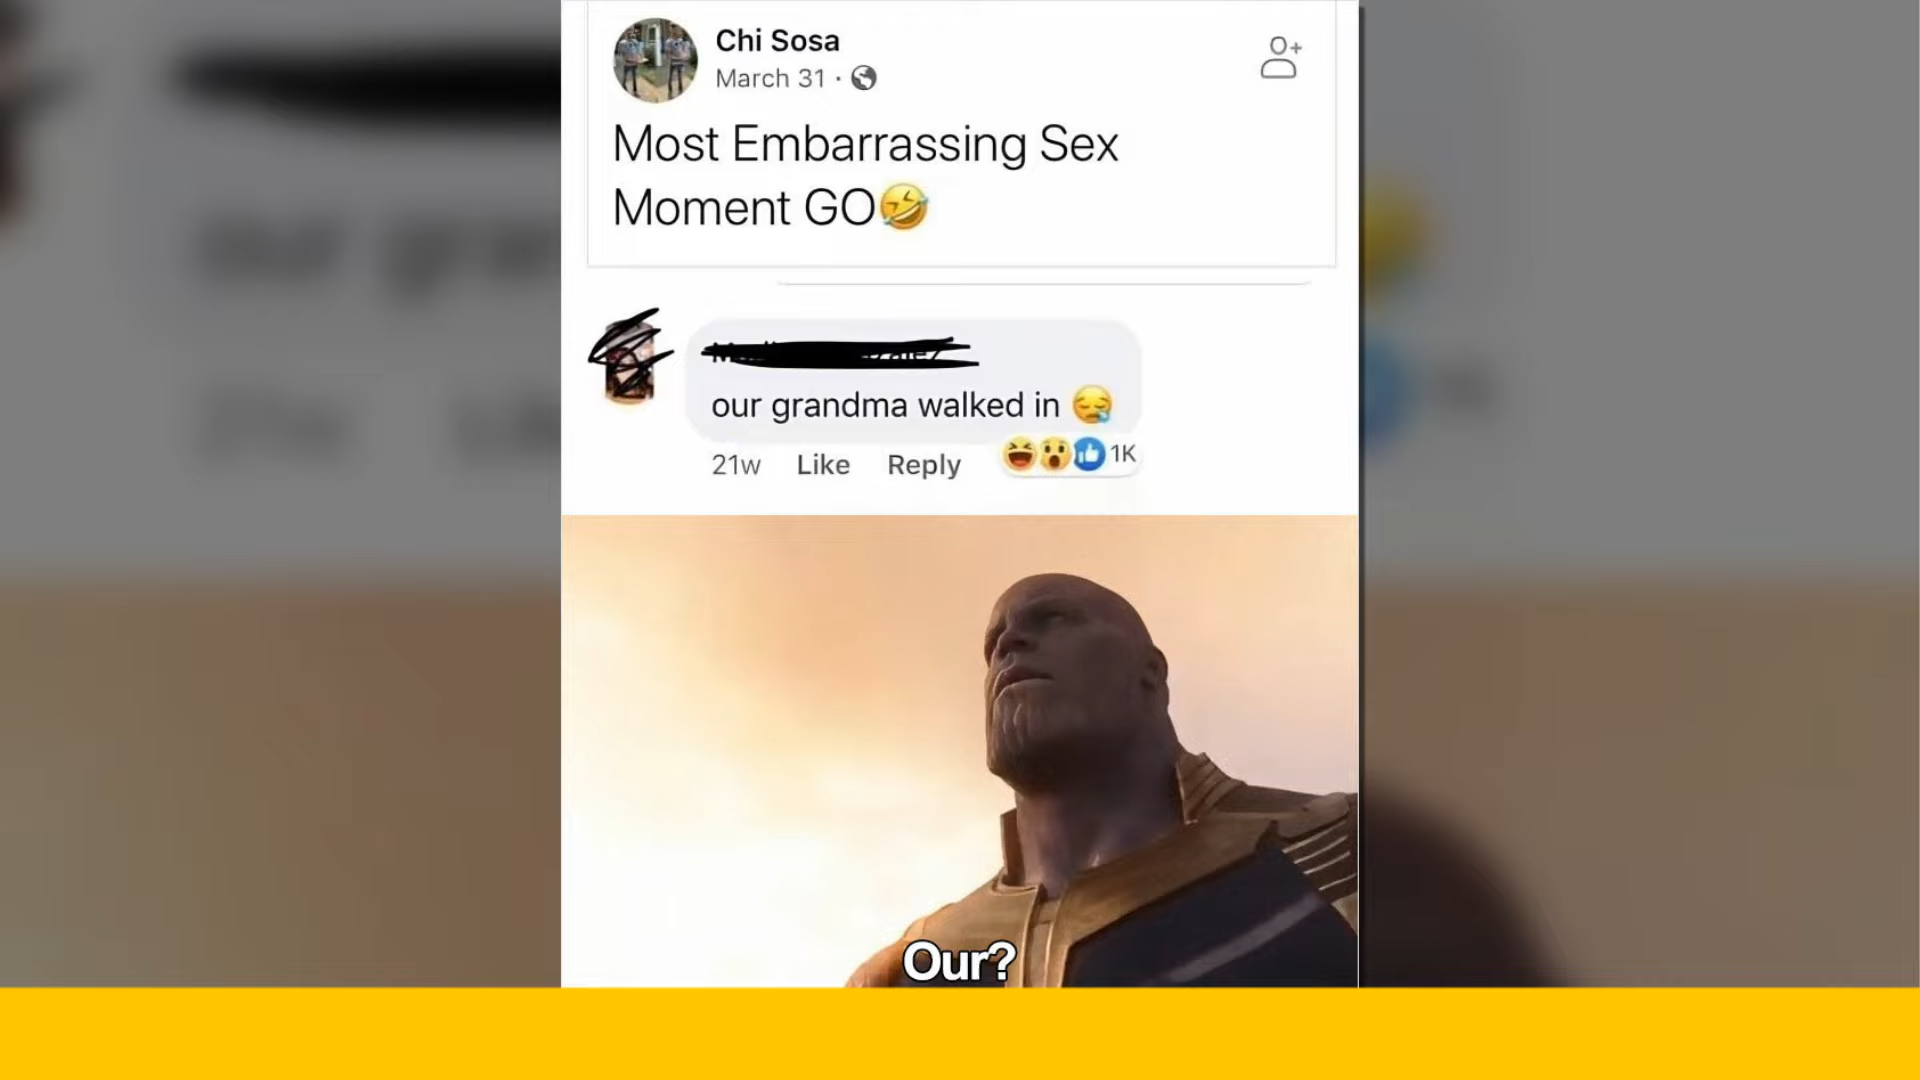 Chi Sosa
March 31 ·
Most Embarrassing Sex
Moment GO🤣
our grandma walked in 😪
21w Like Reply 1K
Our?